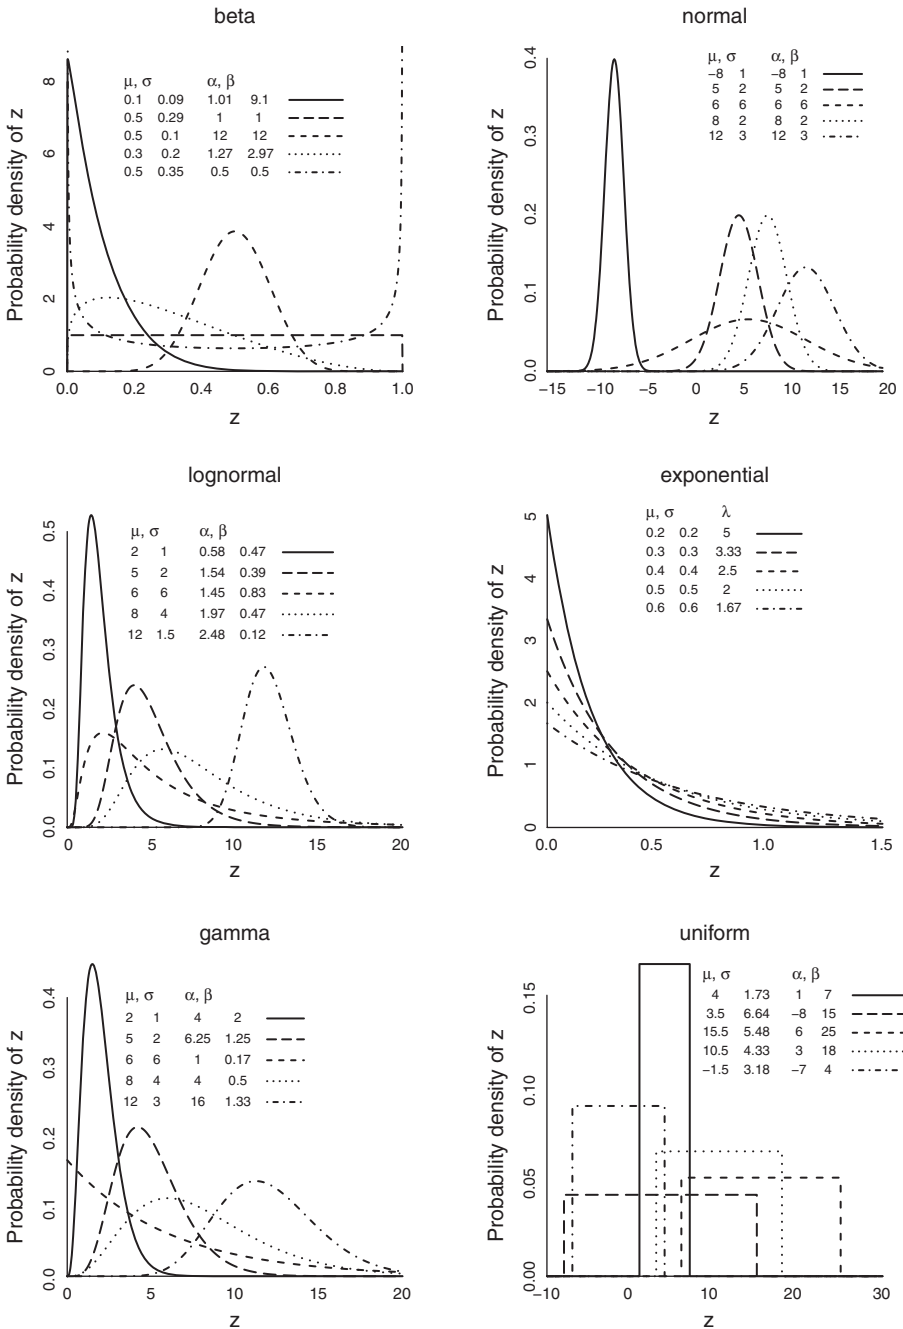 beta
Probability density of z
8
6
4
2
0
μ, σ α, β
0.1 0.09 1.01 9.1
0.5 0.29 1 1
0.5 0.1 12 12
0.3 0.2 1.27 2.97
0.5 0.35 0.5 0.5
0.0 0.2 0.4 0.6 0.8 1.0
z
normal
Probability density of z
0.4
0.3
0.2
0.1
0.0
μ, σ α, β
−8 1 −8 1
5 2 5 2
6 6 6 6
8 2 8 2
12 3 12 3
−15 −10 −5 0 5 10 15 20
z
lognormal
Probability density of z
0.5
0.4
0.3
0.2
0.1
0.0
μ, σ α, β
2 1 0.58 0.47
5 2 1.54 0.39
6 6 1.45 0.83
8 4 1.97 0.47
12 1.5 2.48 0.12
0 5 10 15 20
z
exponential
Probability density of z
5
4
3
2
1
0
μ, σ λ
0.2 0.2 5
0.3 0.3 3.33
0.4 0.4 2.5
0.5 0.5 2
0.6 0.6 1.67
0.0 0.5 1.0 1.5
z
gamma
Probability density of z
0.4
0.3
0.2
0.1
0.0
μ, σ α, β
2 1 4 2
5 2 6.25 1.25
6 6 1 0.17
8 4 4 0.5
12 3 16 1.33
0 5 10 15 20
z
uniform
Probability density of z
0.15
0.10
0.05
0.00
μ, σ α, β
4 1.73 1 7
3.5 6.64 −8 15
15.5 5.48 6 25
10.5 4.33 3 18
−1.5 3.18 −7 4
−10 0 10 20 30
z